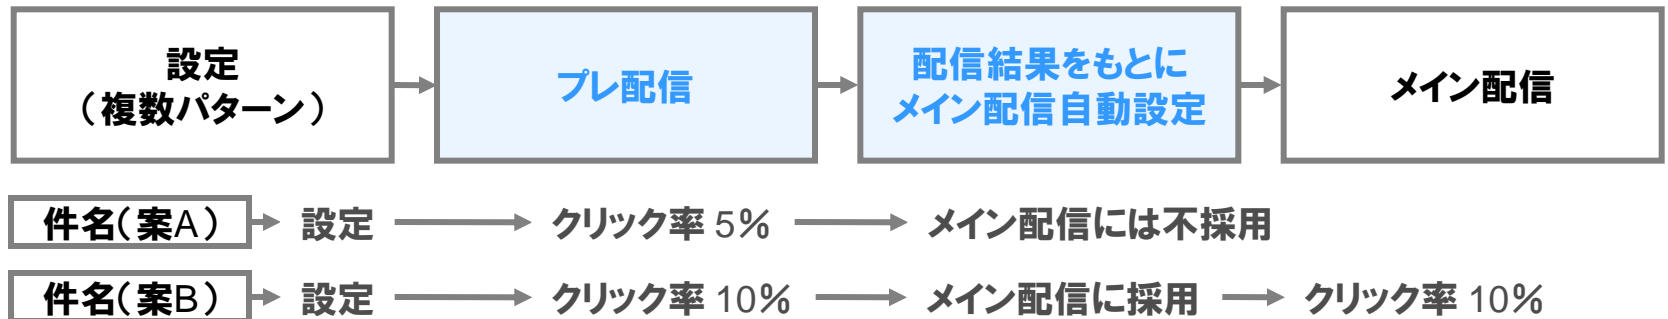 設定
（複数パターン）
プレ配信
配信結果をもとに
メイン配信自動設定
メイン配信
件名（案A） 設定 クリック率 5% メイン配信には不採用
件名（案B） 設定 クリック率 10% メイン配信に採用 クリック率 10%